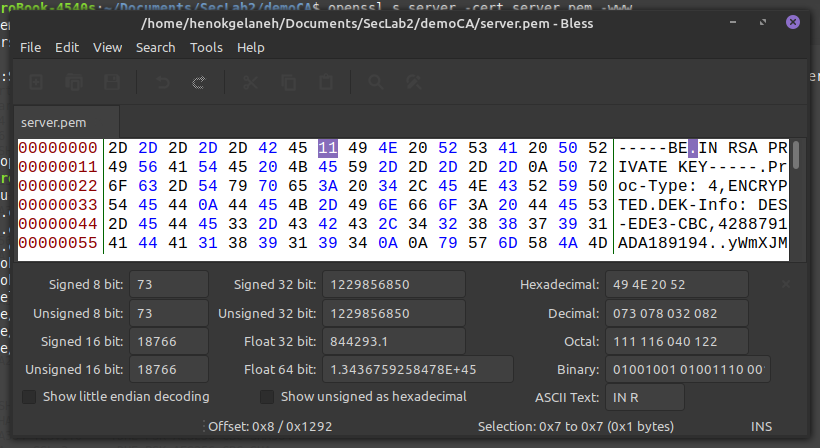 roBook-4540s:~/Documents/SecLab2/demoCA$ openssl s_server -cert server.pem -www
/home/henokgelaneh/Documents/SecLab2/demoCA/server.pem - Bless
File Edit View Search Tools Help
server.pem
00000000 2D 2D 2D 2D 2D 42 45 11 49 4E 20 52 53 41 20 50 52 -----BE.IN RSA PR
00000011 49 56 41 54 45 20 4B 45 59 2D 2D 2D 2D 2D 0A 50 72 IVATE KEY-----.Pr
00000022 6F 63 2D 54 79 70 65 3A 20 34 2C 45 4E 43 52 59 50 oc-Type: 4,ENCRYP
00000033 54 45 44 0A 44 45 4B 2D 49 6E 66 6F 3A 20 44 45 53 TED.DEK-Info: DES
00000044 2D 45 44 45 33 2D 43 42 43 2C 34 32 38 38 37 39 31 -EDE3-CBC,4288791
00000055 41 44 41 31 38 39 31 39 34 0A 0A 79 57 6D 58 4A 4D ADA189194..yWmXJM
Signed 8 bit: 73 Signed 32 bit: 1229856850 Hexadecimal: 49 4E 20 52
Unsigned 8 bit: 73 Unsigned 32 bit: 1229856850 Decimal: 073 078 032 082
Signed 16 bit: 18766 Float 32 bit: 844293.1 Octal: 111 116 040 122
Unsigned 16 bit: 18766 Float 64 bit: 1.3436759258478E+45 Binary: 01001001 01001110 00
Show little endian decoding Show unsigned as hexadecimal ASCII Text: IN R
Offset: 0x8 / 0x1292 Selection: 0x7 to 0x7 (0x1 bytes) INS